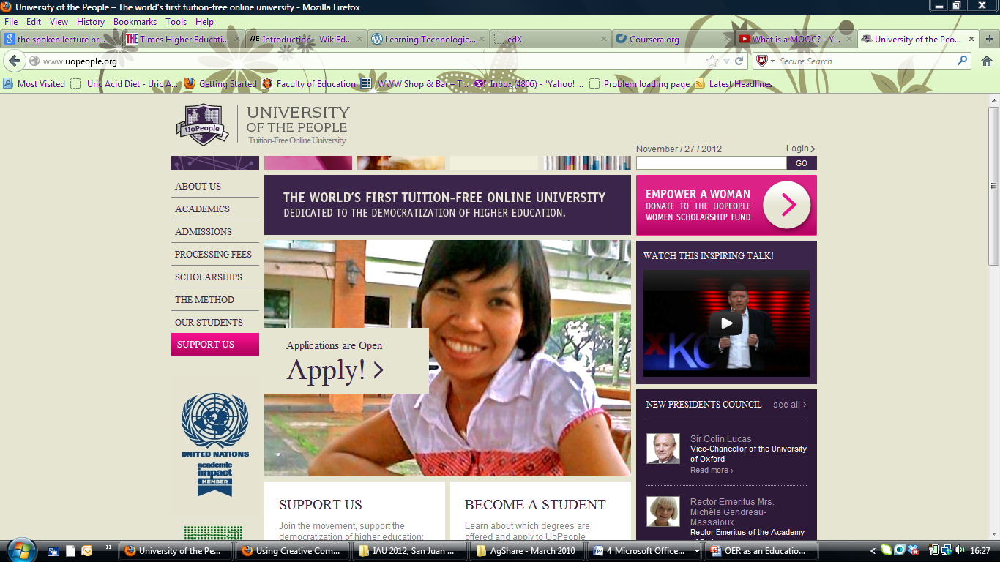 University of the People – The world's first tuition-free online university - Mozilla Firefox
File Edit View History Bookmarks Tools Help
the spoken lecture br...
Times Higher Educati...
Introduction - WikiEd...
Learning Technologie...
edX
Coursera.org
What is a MOOC? - Y...
University of the Peo...
www.uopeople.org
Secure Search
Most Visited
Uric Acid Diet - Uric A...
Getting Started
Faculty of Education
WWW Shop & Bar – T...
Inbox (4806) - 'Yahoo! ...
Problem loading page
Latest Headlines
UoPeople
UNIVERSITY
OF THE PEOPLE
Tuition-Free Online University
November / 27 / 2012
Login
GO
ABOUT US
ACADEMICS
ADMISSIONS
PROCESSING FEES
SCHOLARSHIPS
THE METHOD
OUR STUDENTS
SUPPORT US
UNITED NATIONS
academic
impact
MEMBER
THE WORLD'S FIRST TUITION-FREE ONLINE UNIVERSITY
DEDICATED TO THE DEMOCRATIZATION OF HIGHER EDUCATION.
Applications are Open
Apply! >
SUPPORT US
Join the movement, support the
democratization of higher education:
BECOME A STUDENT
Learn about which degrees are
offered and apply to UoPeople
EMPOWER A WOMAN
DONATE TO THE UOPEOPLE
WOMEN SCHOLARSHIP FUND
WATCH THIS INSPIRING TALK!
xKC
NEW PRESIDENTS COUNCIL see all ›
Sir Colin Lucas
Vice-Chancellor of the University
of Oxford
Read more ›
Rector Emeritus Mrs.
Michèle Gendreau-
Massaloux
Rector Emeritus of the Academy
University of the Pe...
Using Creative Com...
IAU 2012, San Juan ...
AgShare - March 2010
4 Microsoft Office...
OER as an Educatio...
16:27